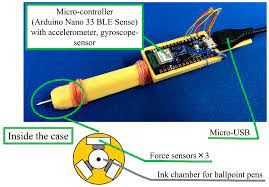 Micro-controller
(Arduino Nano 33 BLE Sense)
with accelerometer, gyroscope-
sensor
Micro-USB
Inside the case
Force sensors×3
Ink chamber for ballpoint pens